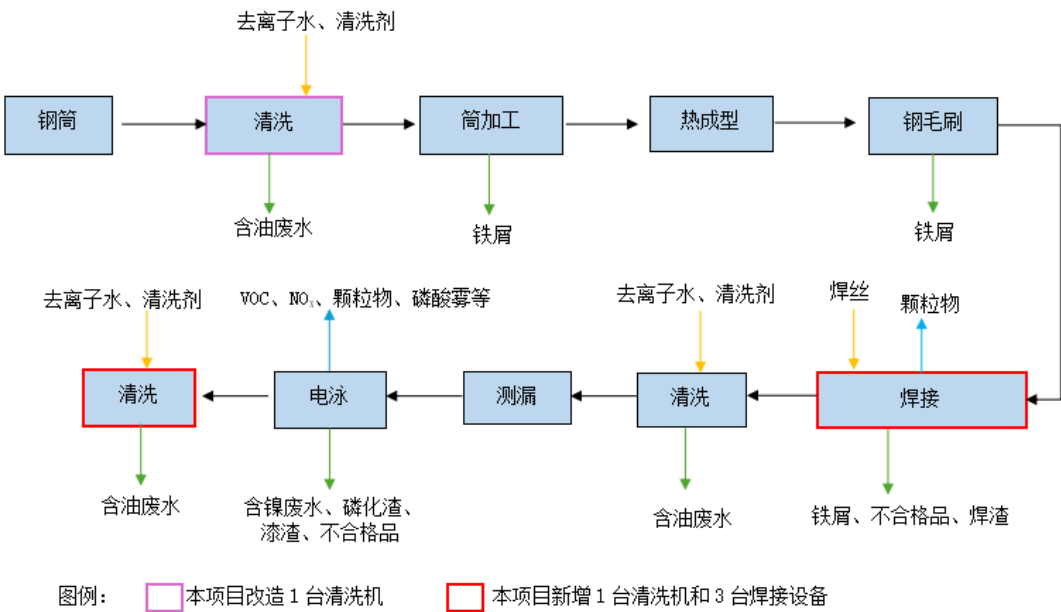 去离子水、清洗剂
钢筒
清洗
筒加工
热成型
钢毛刷
含油废水
铁屑
铁屑
去离子水、清洗剂
VOC、NOx、颗粒物、磷酸雾等
去离子水、清洗剂
焊丝
颗粒物
清洗
电泳
测漏
清洗
焊接
含油废水
含镍废水、磷化渣、
漆渣、不合格品
含油废水
铁屑、不合格品、焊渣
图例：
本项目改造1台清洗机
本项目新增1台清洗机和3台焊接设备